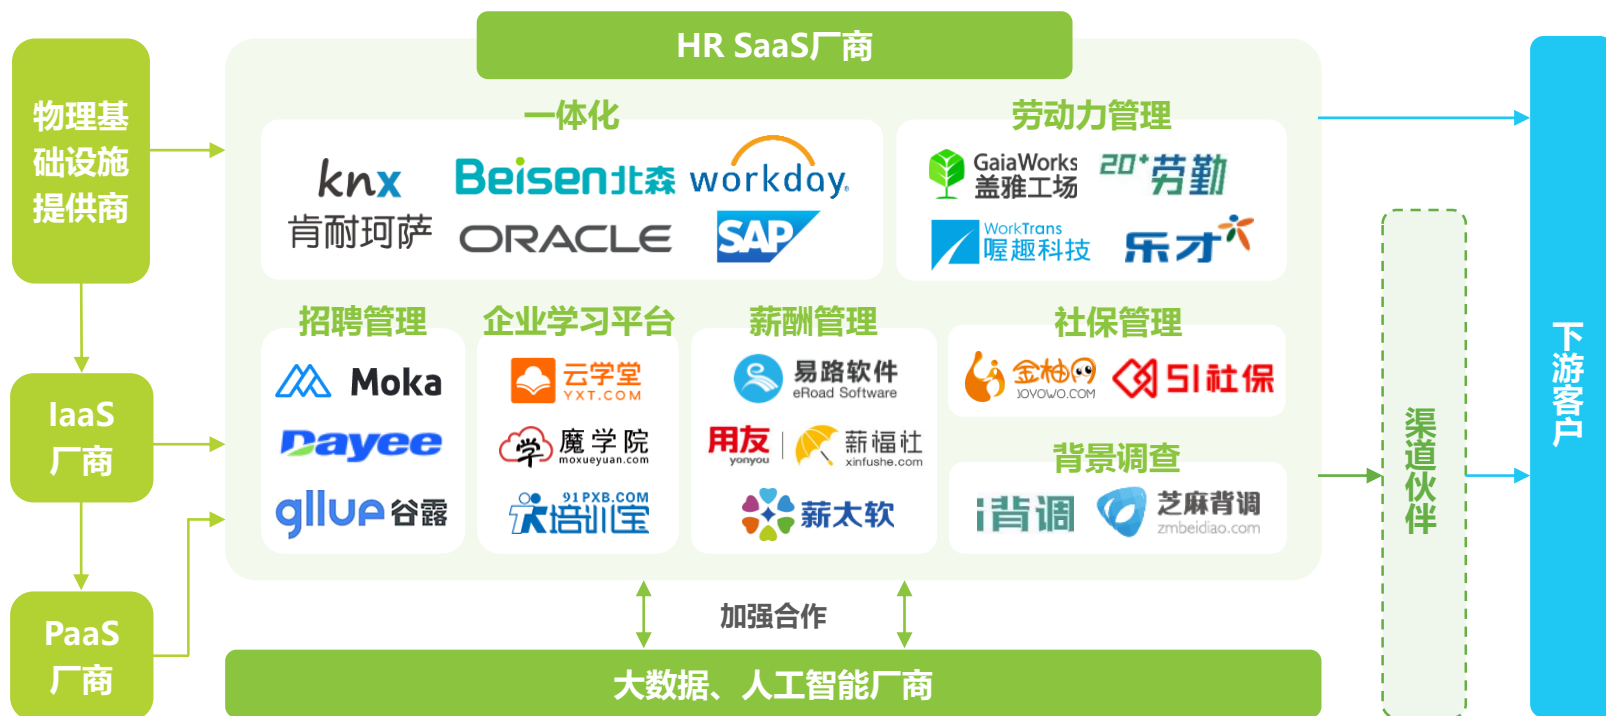 HR SaaS厂商
物理基
础设施
提供商
IaaS
厂商
PaaS
厂商
一体化
knx
肯耐珂萨
Beisen北森
workday.
ORACLE
SAP
劳动力管理
GaiaWorks
盖雅工场
20+劳勤
WorkTrans
喔趣科技
乐才
招聘管理
Moka
Dayee
gllue谷露
企业学习平台
云学堂
YXT.COM
魔学院
moxueyuan.com
91PXB.COM
培训宝
薪酬管理
易路软件
eRoad Software
用友
yonyou
薪福社
xinfushe.com
薪太软
社保管理
金柚网
JOYOWO.COM
51社保
背景调查
i背调
芝麻背调
zmbeidiao.com
加强合作
大数据、人工智能厂商
渠道伙伴
下游客户